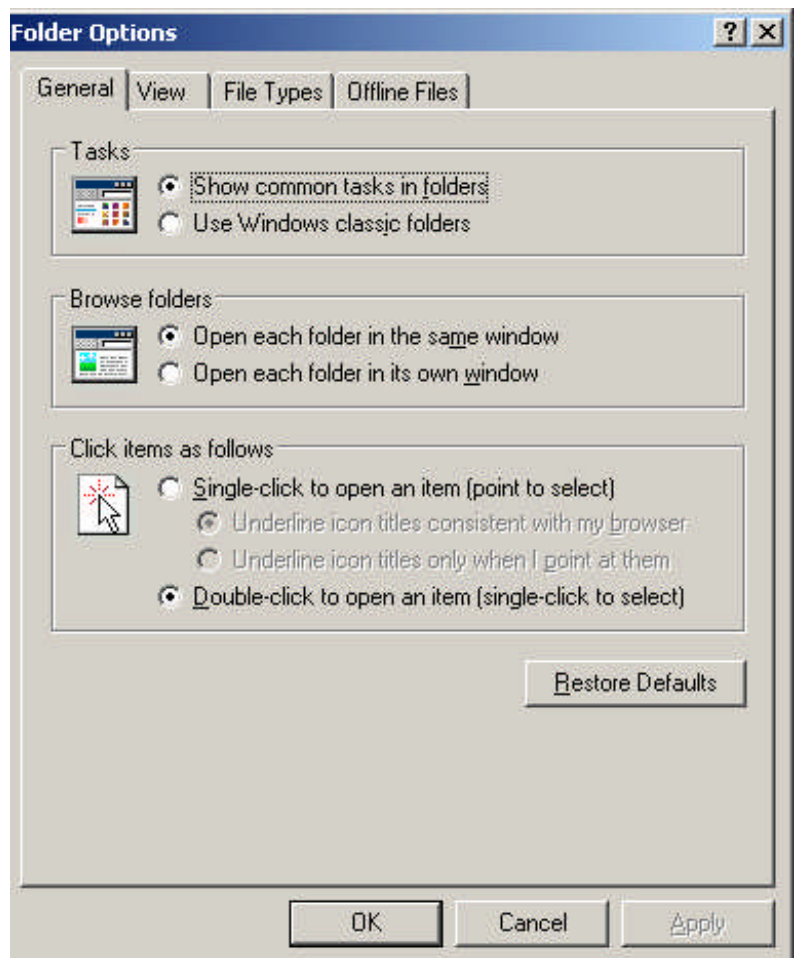 Folder Options
General View File Types Offline Files
Tasks
Show common tasks in folders
Use Windows classic folders
Browse folders
Open each folder in the same window
Open each folder in its own window
Click items as follows
Single-click to open an item (point to select)
Underline icon titles consistent with my browser
Underline icon titles only when I point at them
Double-click to open an item (single-click to select)
Restore Defaults
OK Cancel Apply